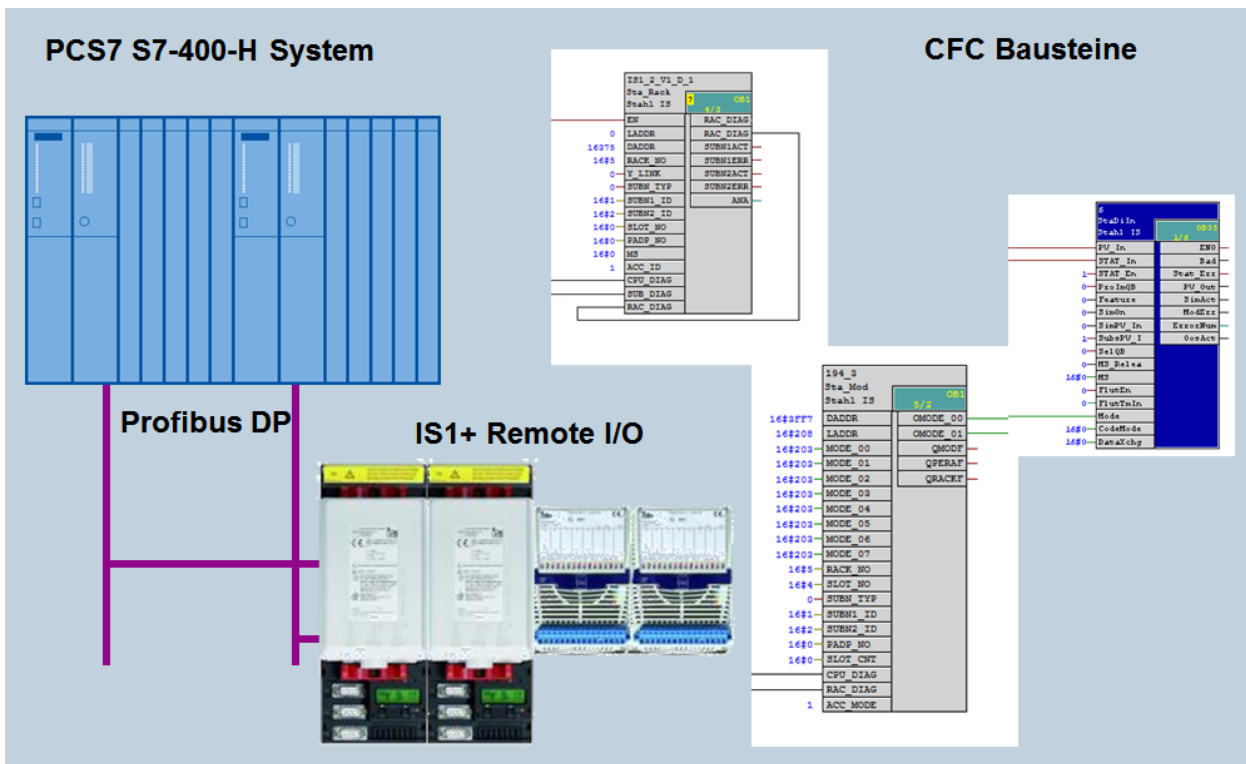 PCS7 S7-400-H System
CFC Bausteine
Profibus DP
IS1+ Remote I/O
IS1_2_V1_D_1
Sta_Rack
Stahl IS
7 OB1
4/3
EN RAC_DIAG
0 LADDR RAC_DIAG
16375 DADDR SUBN1ACT
16#5 RACK_NO SUBN1ERR
0 Y_LINK SUBN2ACT
0 SUBN_TYP SUBN2ERR
16#1 SUBN1_ID ANA
16#2 SUBN2_ID
16#0 SLOT_NO
16#0 PADP_NO
16#0 MS
1 ACC_ID
CPU_DIAG
SUB_DIAG
RAC_DIAG
6
StaDiIn
Stahl IS
OB35
1/6
PV_In ENO
STAT_In Bad
1 STAT_En Stat_Err
0 ProImQB PV_Out
0 Feature SimAct
0 SimOn ModErr
0 SimPV_In ErrorNum
1 SubsPV_I OosAct
0 SelQB
0 MS_Relea
16#0 MS
0 FlutEn
0 FlutTmIn
Mode
16#0 CodeMode
16#0 DataXchg
194_3
Sta_Mod
Stahl IS
OB1
5/2
16#3FF7 DADDR OMODE_00
16#208 LADDR OMODE_01
16#203 MODE_00 QMODF
16#203 MODE_01 QPERAF
16#203 MODE_02 QRACKF
16#203 MODE_03
16#203 MODE_04
16#203 MODE_05
16#203 MODE_06
16#203 MODE_07
16#5 RACK_NO
16#4 SLOT_NO
0 SUBN_TYP
16#1 SUBN1_ID
16#2 SUBN2_ID
16#0 PADP_NO
16#0 SLOT_CNT
CPU_DIAG
RAC_DIAG
1 ACC_MODE